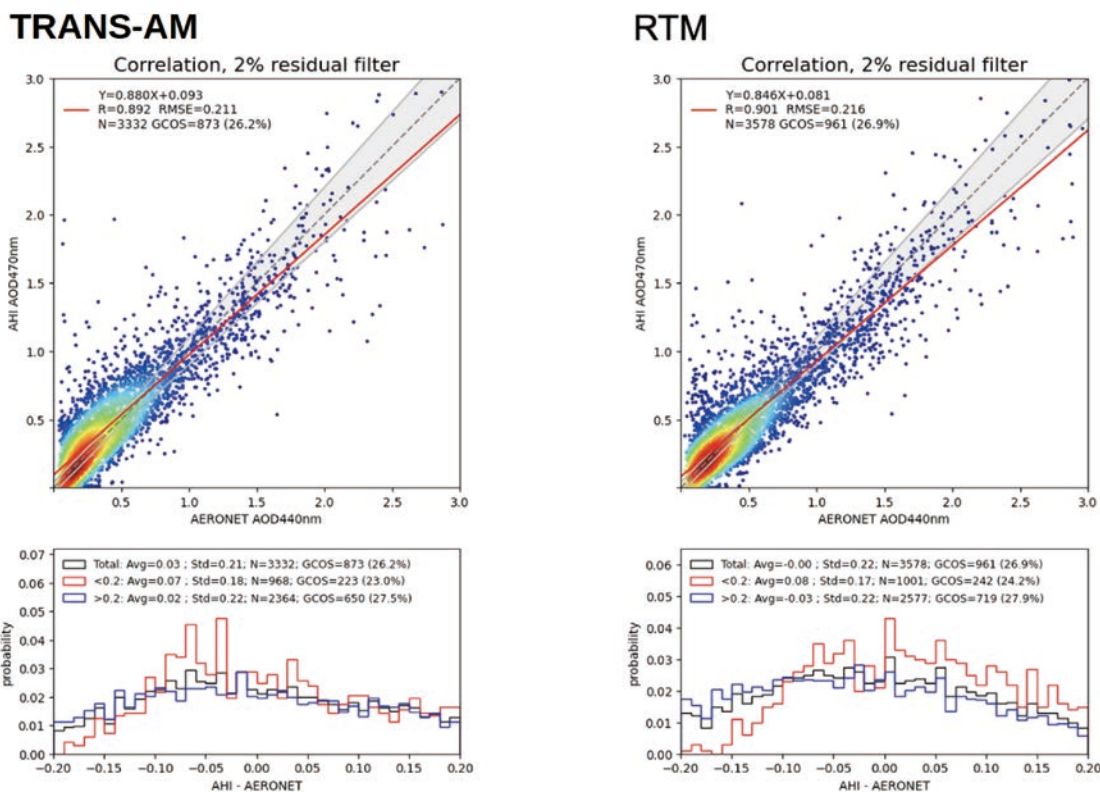 TRANS-AM
Correlation, 2% residual filter
3.0
2.5
2.0
1.5
1.0
0.5
AHI AOD470nm
Y=0.880X+0.093
R=0.892 RMSE=0.211
N=3332 GCOS=873 (26.2%)
0.5 1.0 1.5 2.0 2.5 3.0
AERONET AOD440nm
0.07
0.06
0.05
0.04
0.03
0.02
0.01
0.00
probability
Total: Avg=0.03 ; Std=0.21; N=3332; GCOS=873 (26.2%)
<0.2: Avg=0.07 ; Std=0.18; N=968; GCOS=223 (23.0%)
>0.2: Avg=0.02 ; Std=0.22; N=2364; GCOS=650 (27.5%)
−0.20 −0.15 −0.10 −0.05 0.00 0.05 0.10 0.15 0.20
AHI - AERONET
RTM
Correlation, 2% residual filter
3.0
2.5
2.0
1.5
1.0
0.5
AHI AOD470nm
Y=0.846X+0.081
R=0.901 RMSE=0.216
N=3578 GCOS=961 (26.9%)
0.5 1.0 1.5 2.0 2.5 3.0
AERONET AOD440nm
0.06
0.05
0.04
0.03
0.02
0.01
0.00
probability
Total: Avg=-0.00 ; Std=0.22; N=3578; GCOS=961 (26.9%)
<0.2: Avg=0.08 ; Std=0.17; N=1001; GCOS=242 (24.2%)
>0.2: Avg=-0.03 ; Std=0.22; N=2577; GCOS=719 (27.9%)
−0.20 −0.15 −0.10 −0.05 0.00 0.05 0.10 0.15 0.20
AHI - AERONET